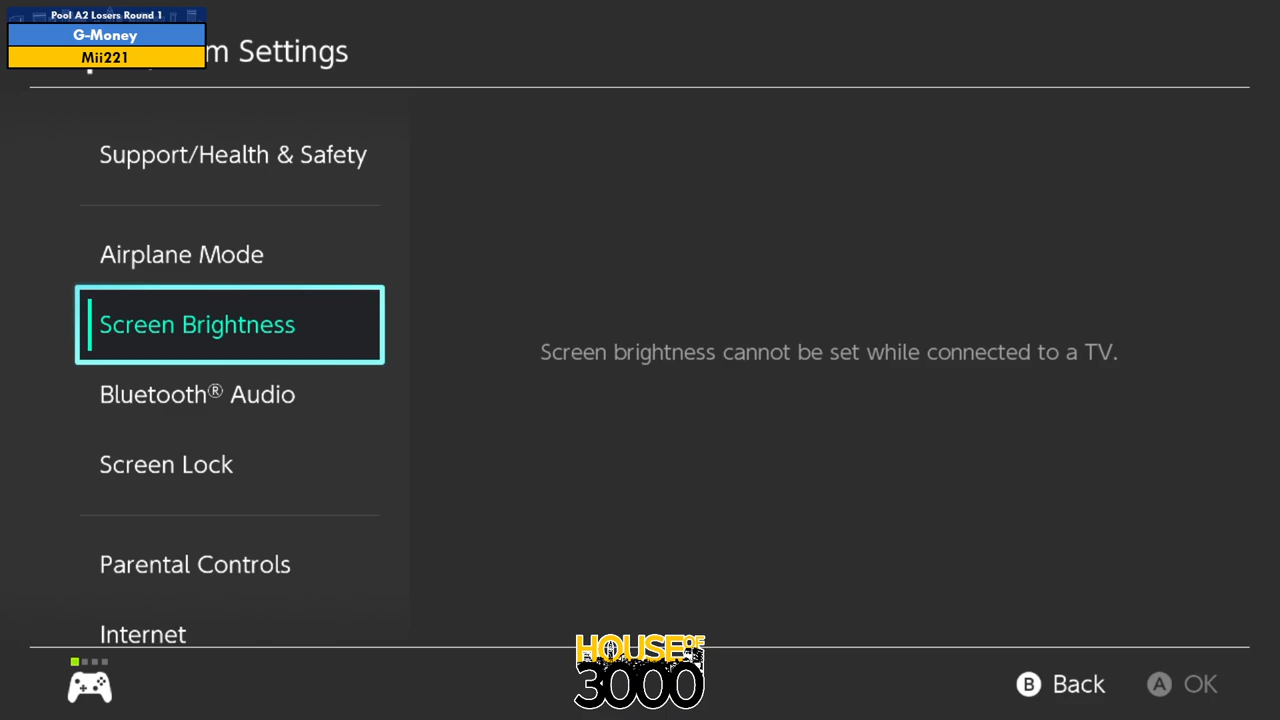 Pool A2 Losers Round 1
G-Money
Mii221
m Settings
Support/Health & Safety
Airplane Mode
Screen Brightness
Bluetooth® Audio
Screen Lock
Parental Controls
Internet
Screen brightness cannot be set while connected to a TV.
HOUSE OF
3000
B Back
A OK